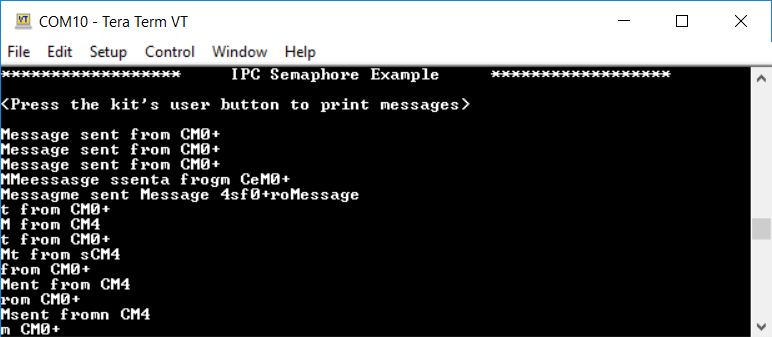 COM10 - Tera Term VT
File Edit Setup Control Window Help
****************** IPC Semaphore Example ******************
<Press the kit's user button to print messages>
Message sent from CM0+
Message sent from CM0+
Message sent from CM0+
MMeessasge ssenta frogm CeM0+
Messagme sent Message 4sf0+roMessage
t from CM0+
M from CM4
t from CM0+
Mt from sCM4
from CM0+
Ment from CM4
rom CM0+
Msent fromn CM4
m CM0+